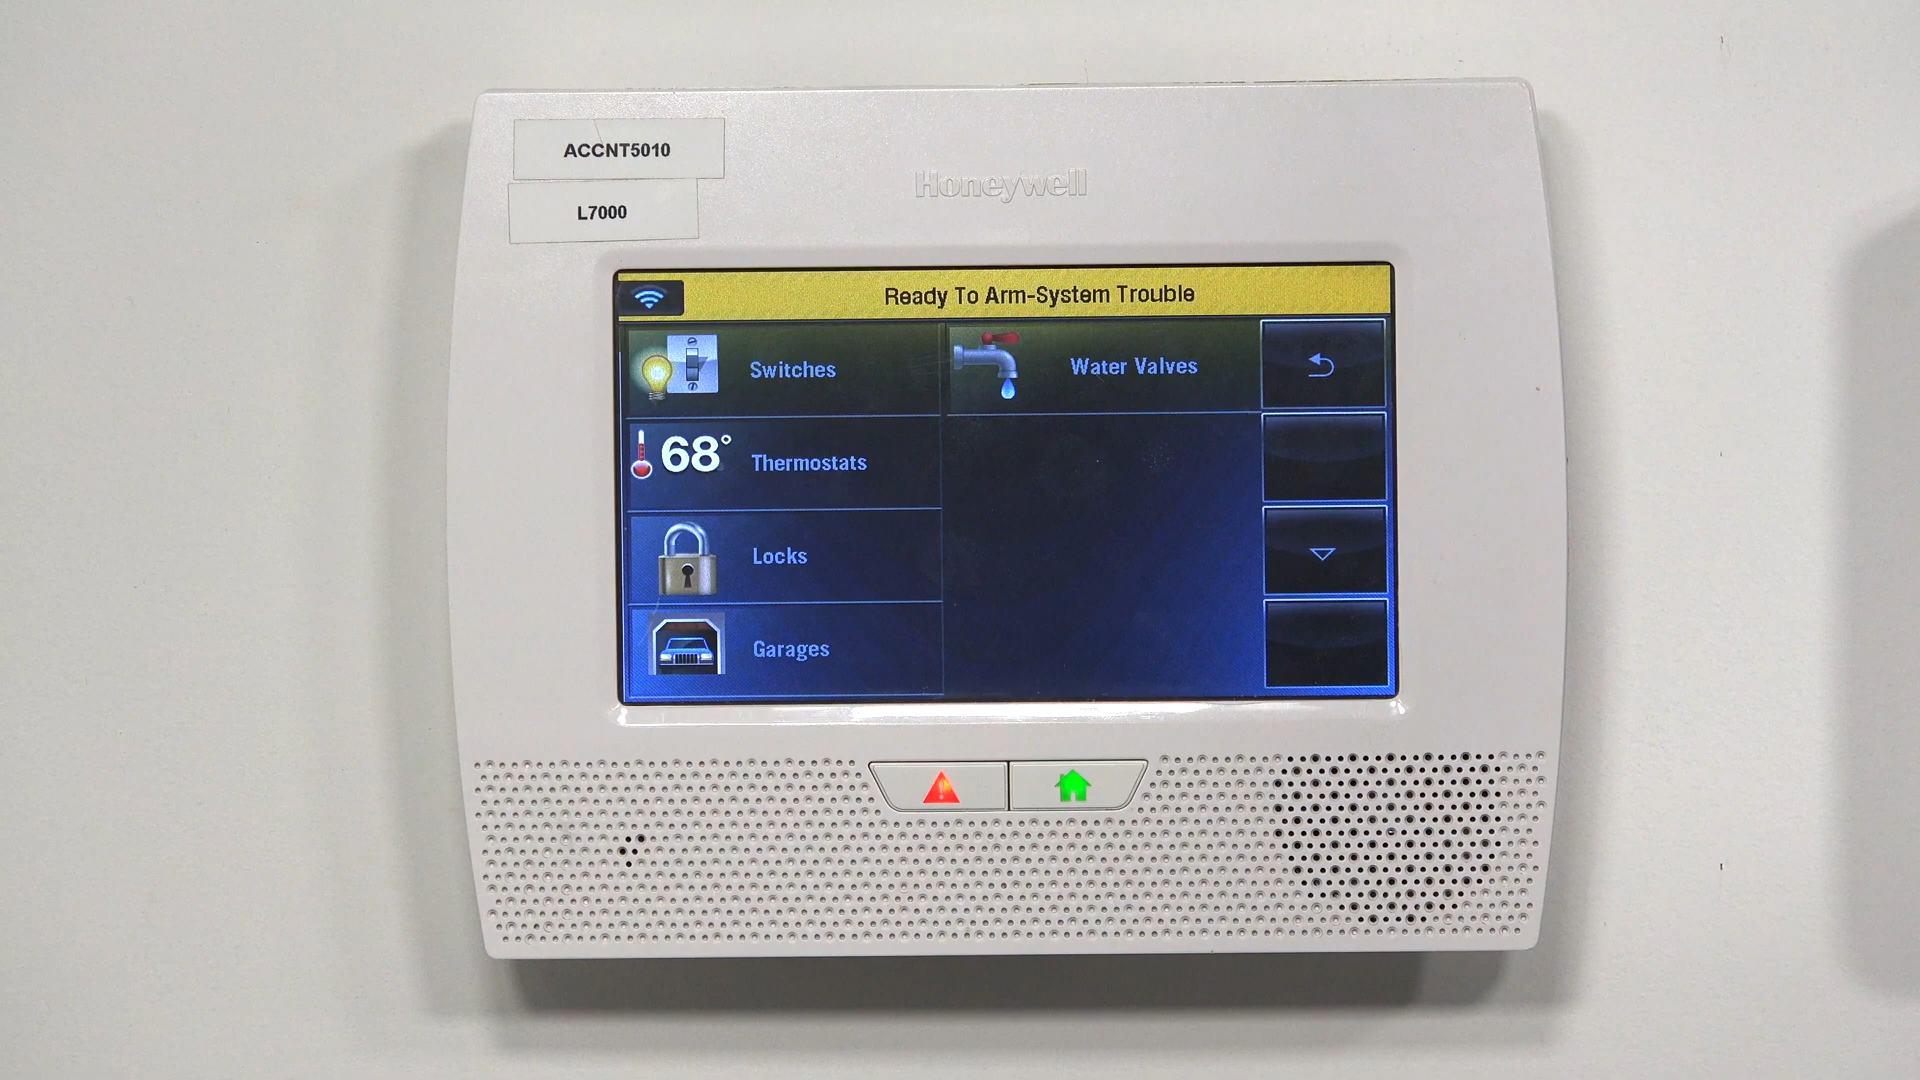 ACCNT5010
L7000
Honeywell
Ready To Arm-System Trouble
Switches
Water Valves
68° Thermostats
Locks
Garages